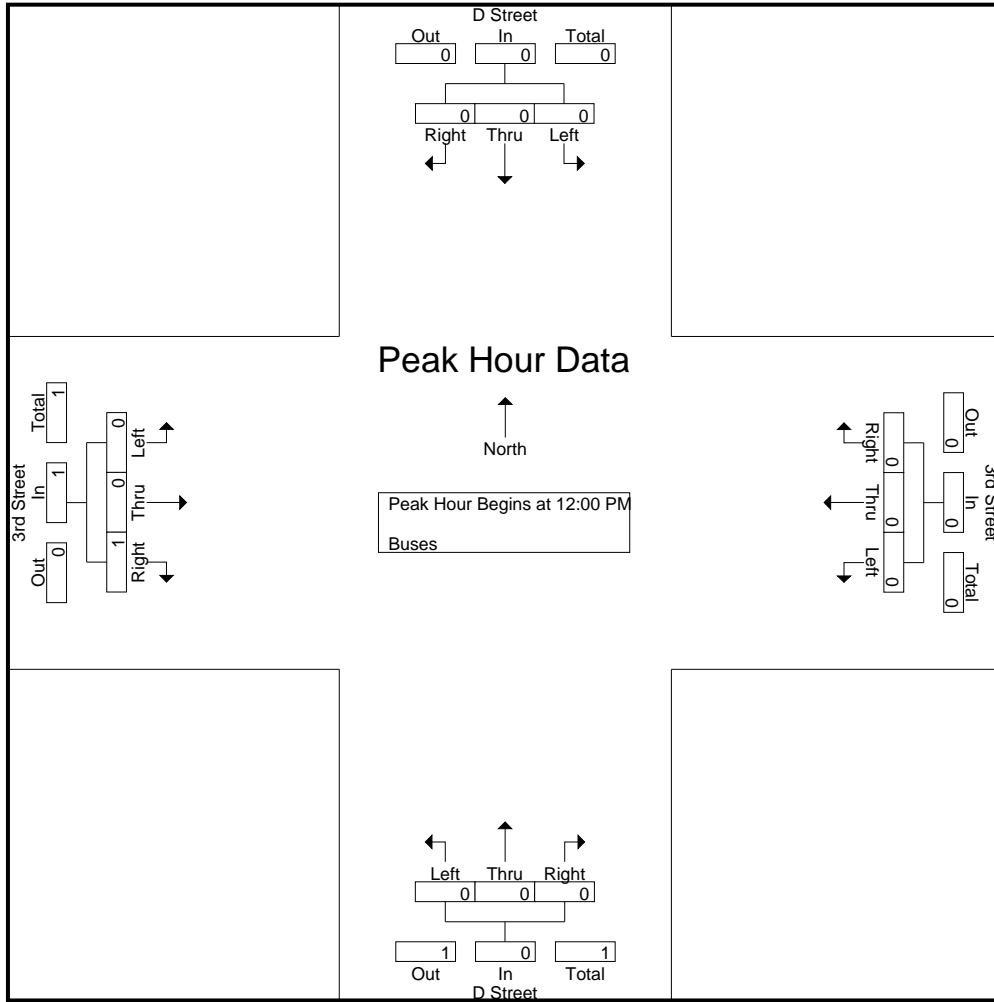 D Street
Out In Total
0 0 0
0 0 0
Right Thru Left
Peak Hour Data
North
Peak Hour Begins at 12:00 PM
Buses
3rd Street
Total In Out
1 1 0
0 0 1
Left Thru Right
Right Thru Left
0 0 0
Out In Total
0 0 0
3rd Street
Left Thru Right
0 0 0
1 0 1
Out In Total
D Street